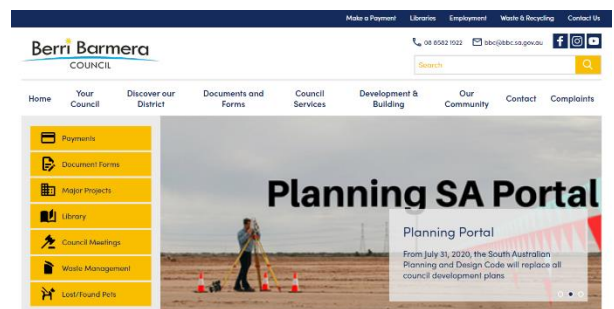 Make a Payment Libraries Employment Waste & Recycling Contact Us
Berri Barmera
COUNCIL
08 8582 1922 bbc@bbc.sa.gov.au
Search
Home Your Council Discover our District Documents and Forms Council Services Development & Building Our Community Contact Complaints
Payments
Document Forms
Major Projects
Library
Council Meetings
Waste Management
Lost/Found Pets
Planning SA Portal
Planning Portal
From July 31, 2020, the South Australian
Planning and Design Code will replace all
council development plans